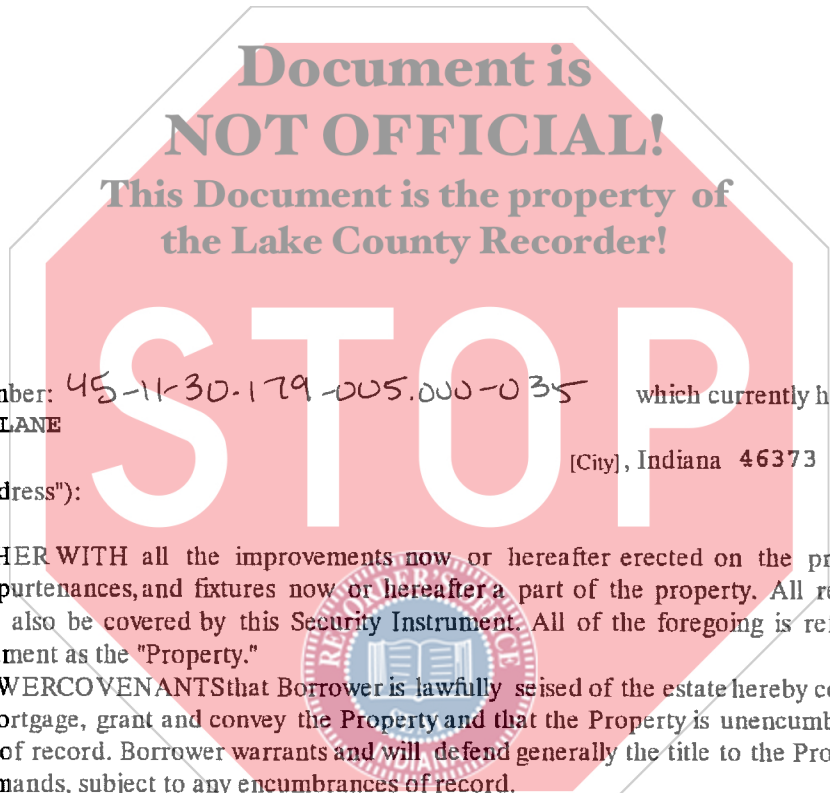 Document is
NOT OFFICIAL!
This Document is the property of
the Lake County Recorder!
STOP
nber: 45-11-30-179-005.000-035 which currently h
LANE
[City], Indiana 46373
dress"):
HER WITH all the improvements now or hereafter erected on the pr
purtenances, and fixtures now or hereafter a part of the property. All re
also be covered by this Security Instrument. All of the foregoing is re
ment as the "Property."
WERCOVENANTSthat Borrower is lawfully seised of the estate hereby c
ortgage, grant and convey the Property and that the Property is unencumb
of record. Borrower warrants and will defend generally the title to the Pro
mands, subject to any encumbrances of record.
RECORDER'S OFFICE